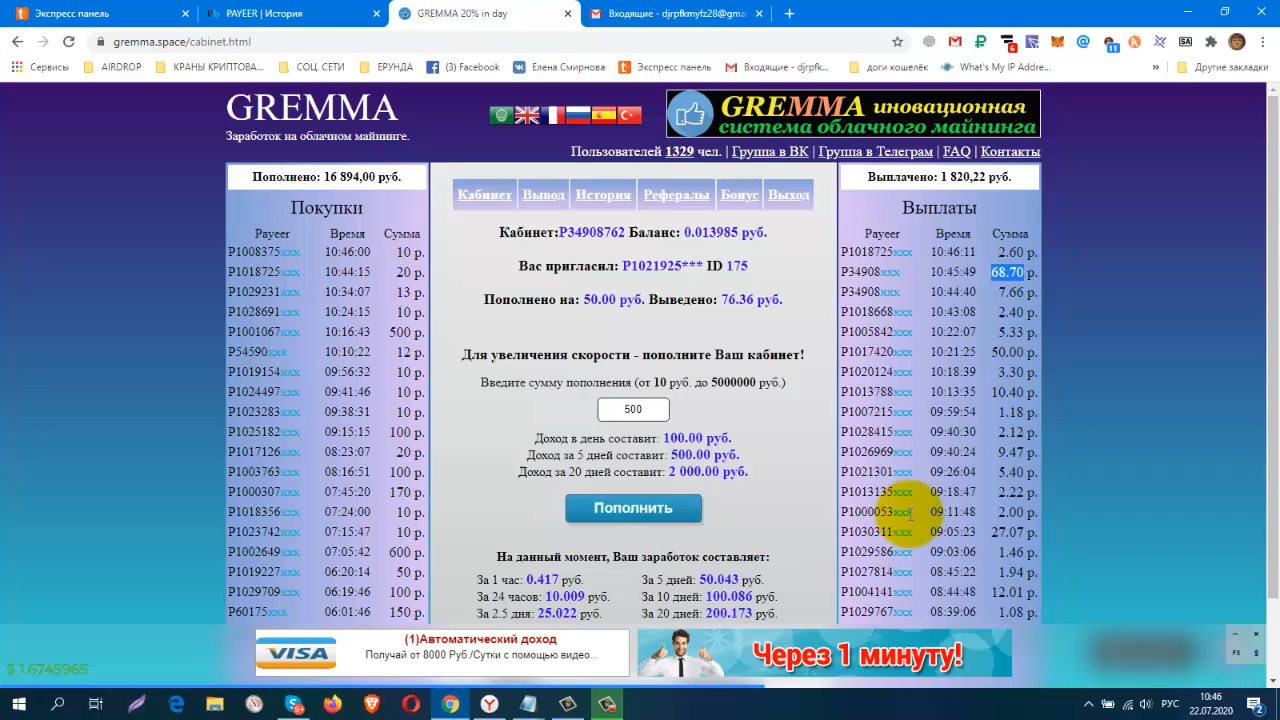 Экспресс панель
PAYEER | История
GREMMA 20% in day
Входящие - djrpfkmyfz28@gma
gremma.space/cabinet.html
Сервисы
AIRDROP
КРАНЫ КРИПТОВА...
СОЦ. СЕТИ
ЕРУНДА
(3) Facebook
Елена Смирнова
Экспресс панель
Входящие - djrpfk...
доги кошелёк
What's My IP Addre...
»
Другие закладки
GREMMA
Заработок на облачном майнинге.
GREMMA иновационная
система облачного майнинга
Пользователей 1329 чел. | Группа в ВК | Группа в Телеграм | FAQ | Контакты
Пополнено: 16 894,00 руб.
Покупки
Payeer Время Сумма
P1008375xxx 10:46:00 10 р.
P1018725xxx 10:44:15 20 р.
P1029231xxx 10:34:07 13 р.
P1028691xxx 10:24:15 10 р.
P1001067xxx 10:16:43 500 р.
P54590xxx 10:10:22 12 р.
P1019154xxx 09:56:32 10 р.
P1024497xxx 09:41:46 10 р.
P1023283xxx 09:38:31 10 р.
P1025182xxx 09:15:15 100 р.
P1017126xxx 08:23:07 20 р.
P1003763xxx 08:16:51 100 р.
P1000307xxx 07:45:20 170 р.
P1018356xxx 07:24:00 10 р.
P1023742xxx 07:15:47 10 р.
P1002649xxx 07:05:42 600 р.
P1019227xxx 06:20:14 50 р.
P1029709xxx 06:19:46 100 р.
P60175xxx 06:01:46 150 р.
Кабинет Вывод История Рефералы Бонус Выход
Кабинет:P34908762 Баланс: 0.013985 руб.
Вас пригласил: P1021925*** ID 175
Пополнено на: 50.00 руб. Выведено: 76.36 руб.
Для увеличения скорости - пополните Ваш кабинет!
Введите сумму пополнения (от 10 руб. до 5000000 руб.)
500
Доход в день составит: 100.00 руб.
Доход за 5 дней составит: 500.00 руб.
Доход за 20 дней составит: 2 000.00 руб.
Пополнить
На данный момент, Ваш заработок составляет:
За 1 час: 0.417 руб. За 5 дней: 50.043 руб.
За 24 часов: 10.009 руб. За 10 дней: 100.086 руб.
За 2.5 дня: 25.022 руб. За 20 дней: 200.173 руб.
Выплачено: 1 820,22 руб.
Выплаты
Payeer Время Сумма
P1018725xxx 10:46:11 2.60 р.
P34908xxx 10:45:49 68.70 р.
P34908xxx 10:44:40 7.66 р.
P1018668xxx 10:43:08 2.40 р.
P1005842xxx 10:22:07 5.33 р.
P1017420xxx 10:21:25 50.00 р.
P1020124xxx 10:18:39 3.30 р.
P1013788xxx 10:13:35 10.40 р.
P1007215xxx 09:59:54 1.18 р.
P1028415xxx 09:40:30 2.12 р.
P1026969xxx 09:40:24 9.47 р.
P1021301xxx 09:26:04 5.40 р.
P1013135xxx 09:18:47 2.22 р.
P1000053xxx 09:11:48 2.00 р.
P1030311xxx 09:05:23 27.07 р.
P1029586xxx 09:03:06 1.46 р.
P1027814xxx 08:45:22 1.94 р.
P1004141xxx 08:44:48 12.01 р.
P1029767xxx 08:39:06 1.08 р.
VISA
(1)Автоматический доход
Получай от 8000 Руб./Сутки с помощью видео...
Через 1 минуту!
FX $
$ 1.6745965
РУС
10:46
22.07.2020